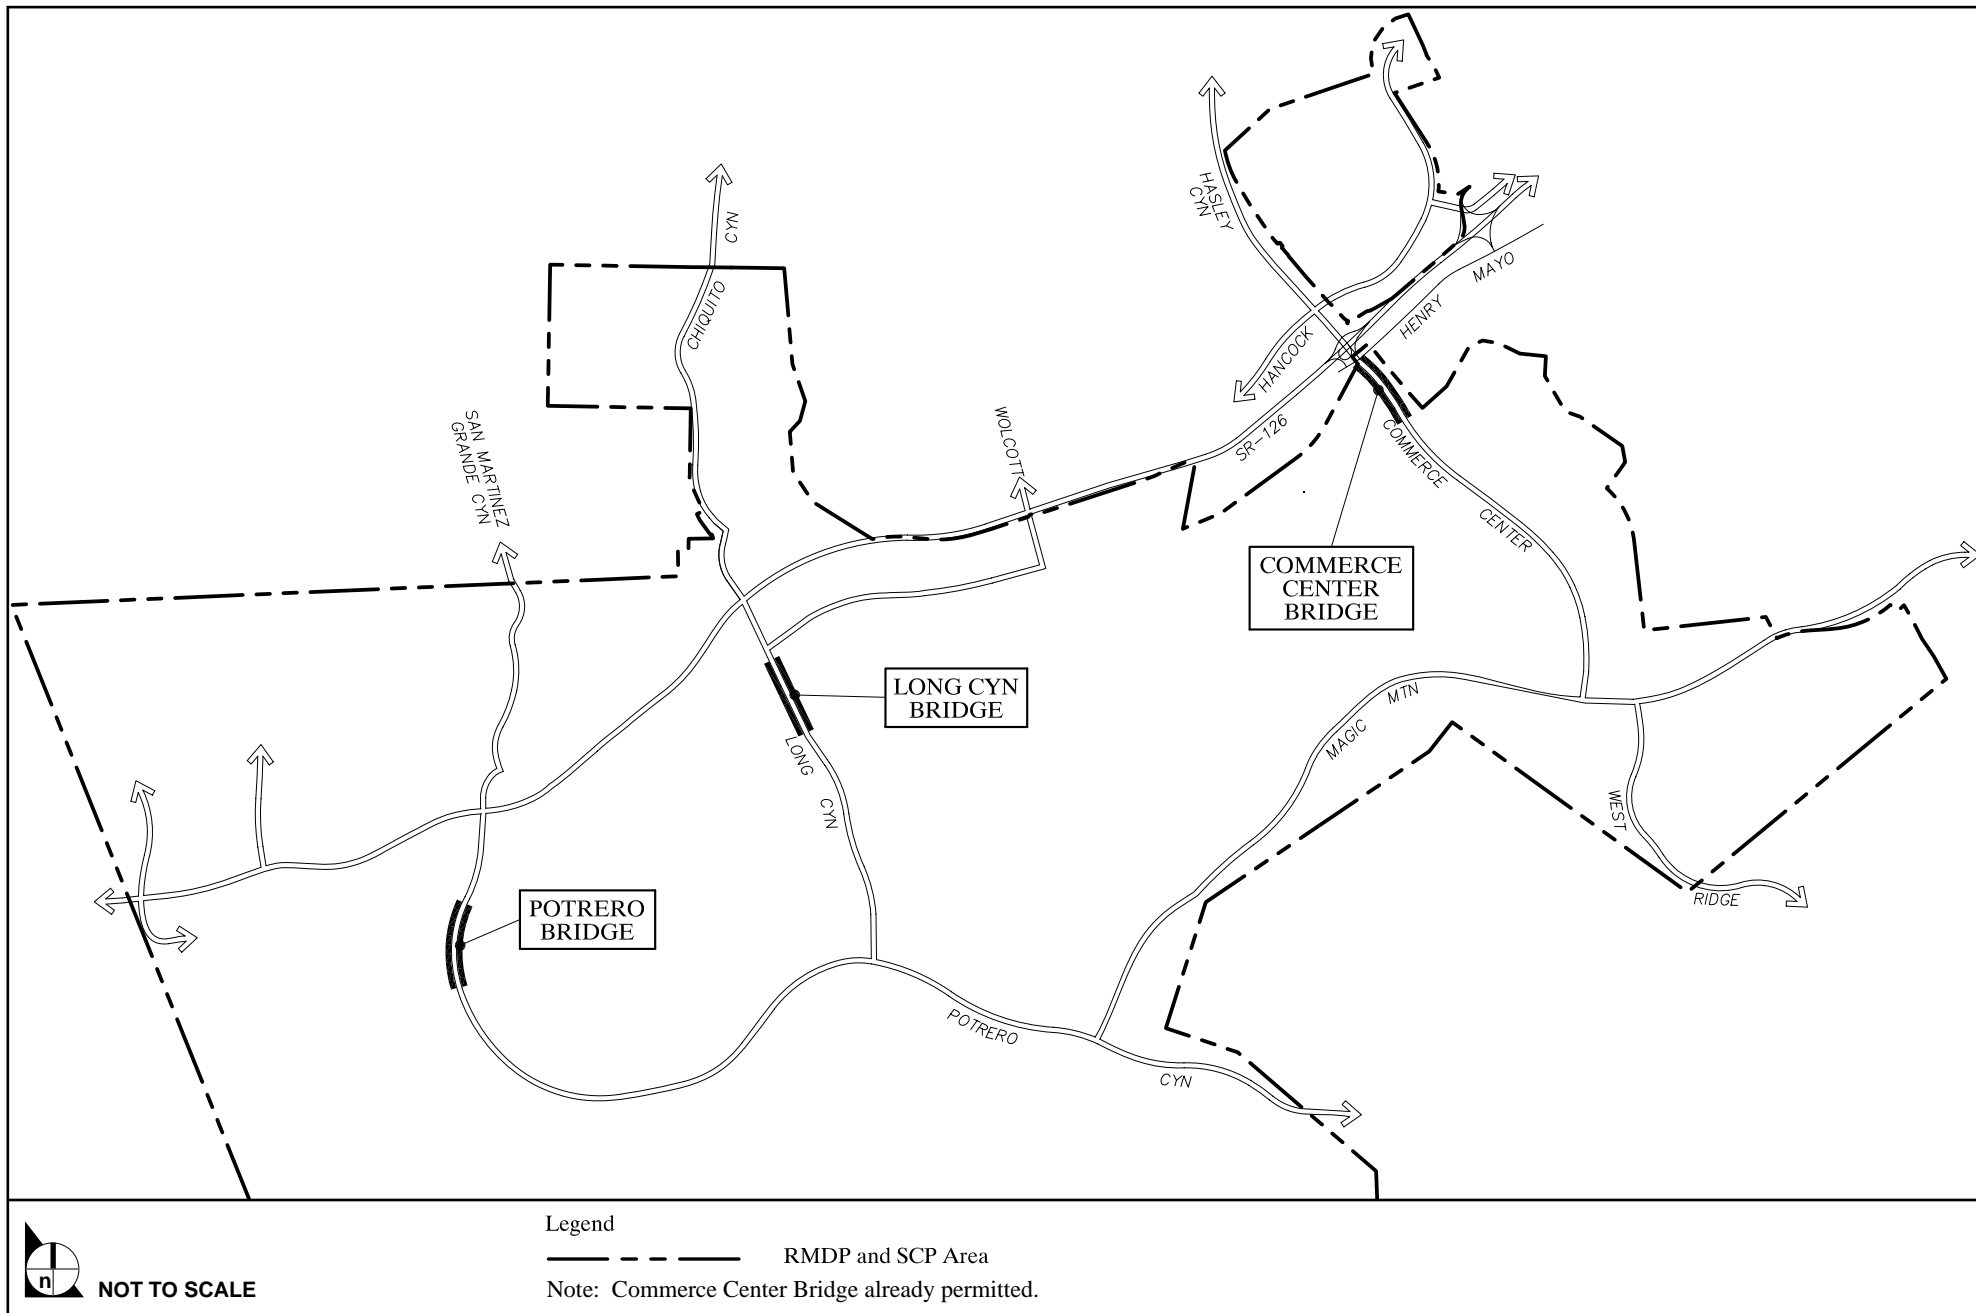 HASLEY
CYN
CYN
CHIQUITO
MAYO
HENRY
HANCOCK
SR-126
WOLCOTT
SAN MARTINEZ
GRANDE CYN
COMMERCE
CENTER
COMMERCE
CENTER
BRIDGE
LONG CYN
BRIDGE
LONG
CYN
MAGIC
MTN
WEST
RIDGE
POTRERO
BRIDGE
POTRERO
CYN
Legend
RMDP and SCP Area
n
NOT TO SCALE
Note: Commerce Center Bridge already permitted.